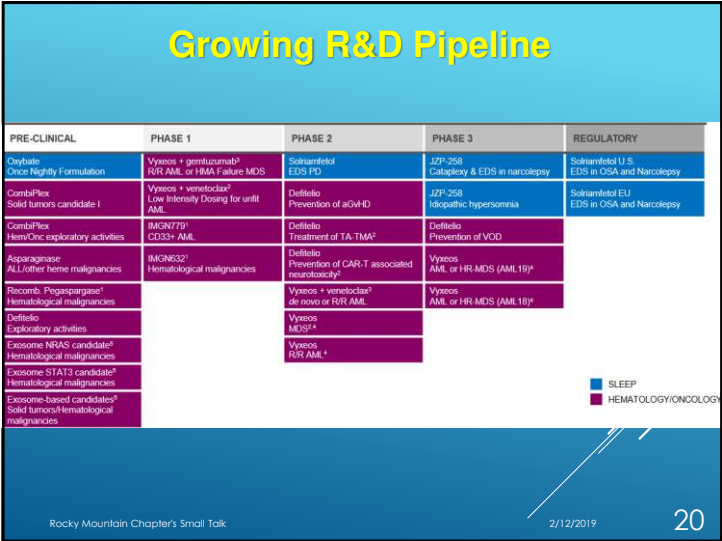 Growing R&D Pipeline
PRE-CLINICAL
PHASE 1
PHASE 2
PHASE 3
REGULATORY
Oxybate
Once Nightly Formulation
CombiPlex
Solid tumors candidate I
CombiPlex
Hem/Onc exploratory activities
Asparaginase
ALL/other heme malignancies
Recomb. Pegaspargase¹
Hematological malignancies
Defitelio
Exploratory activities
Exosome NRAS candidate⁵
Hematological malignancies
Exosome STAT3 candidate⁵
Hematological malignancies
Exosome-based candidates⁵
Solid tumors/Hematological
malignancies
Vyxeos + gemtuzumab³
R/R AML or HMA Failure MDS
Vyxeos + venetoclax³
Low Intensity Dosing for unfit
AML
IMGN779¹
CD33+ AML
IMGN632¹
Hematological malignancies
Solriamfetol
EDS PD
Defitelio
Prevention of aGvHD
Defitelio
Treatment of TA-TMA²
Defitelio
Prevention of CAR-T associated
neurotoxicity²
Vyxeos + venetoclax³
de novo or R/R AML
Vyxeos
MDS²,⁴
Vyxeos
R/R AML⁴
JZP-258
Cataplexy & EDS in narcolepsy
JZP-258
Idiopathic hypersomnia
Defitelio
Prevention of VOD
Vyxeos
AML or HR-MDS (AML19)⁴
Vyxeos
AML or HR-MDS (AML18)⁴
Solriamfetol U.S.
EDS in OSA and Narcolepsy
Solriamfetol EU
EDS in OSA and Narcolepsy
SLEEP
HEMATOLOGY/ONCOLOGY
Rocky Mountain Chapter's Small Talk
2/12/2019
20